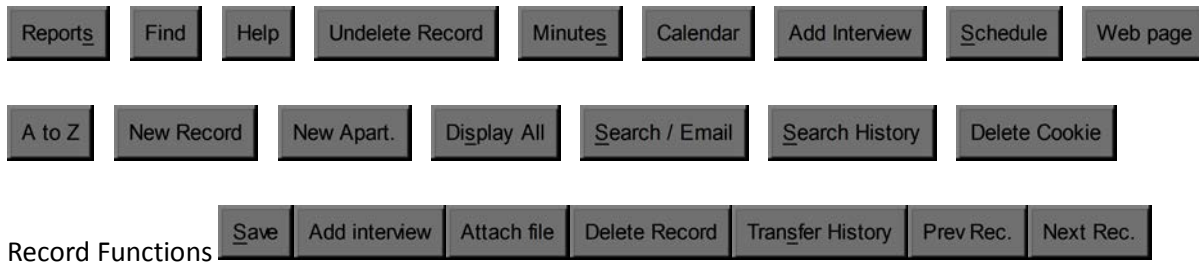 Reports Find Help Undelete Record Minutes Calendar Add Interview Schedule Web page
A to Z New Record New Apart. Display All Search / Email Search History Delete Cookie
Record Functions Save Add interview Attach file Delete Record Transfer History Prev Rec. Next Rec.